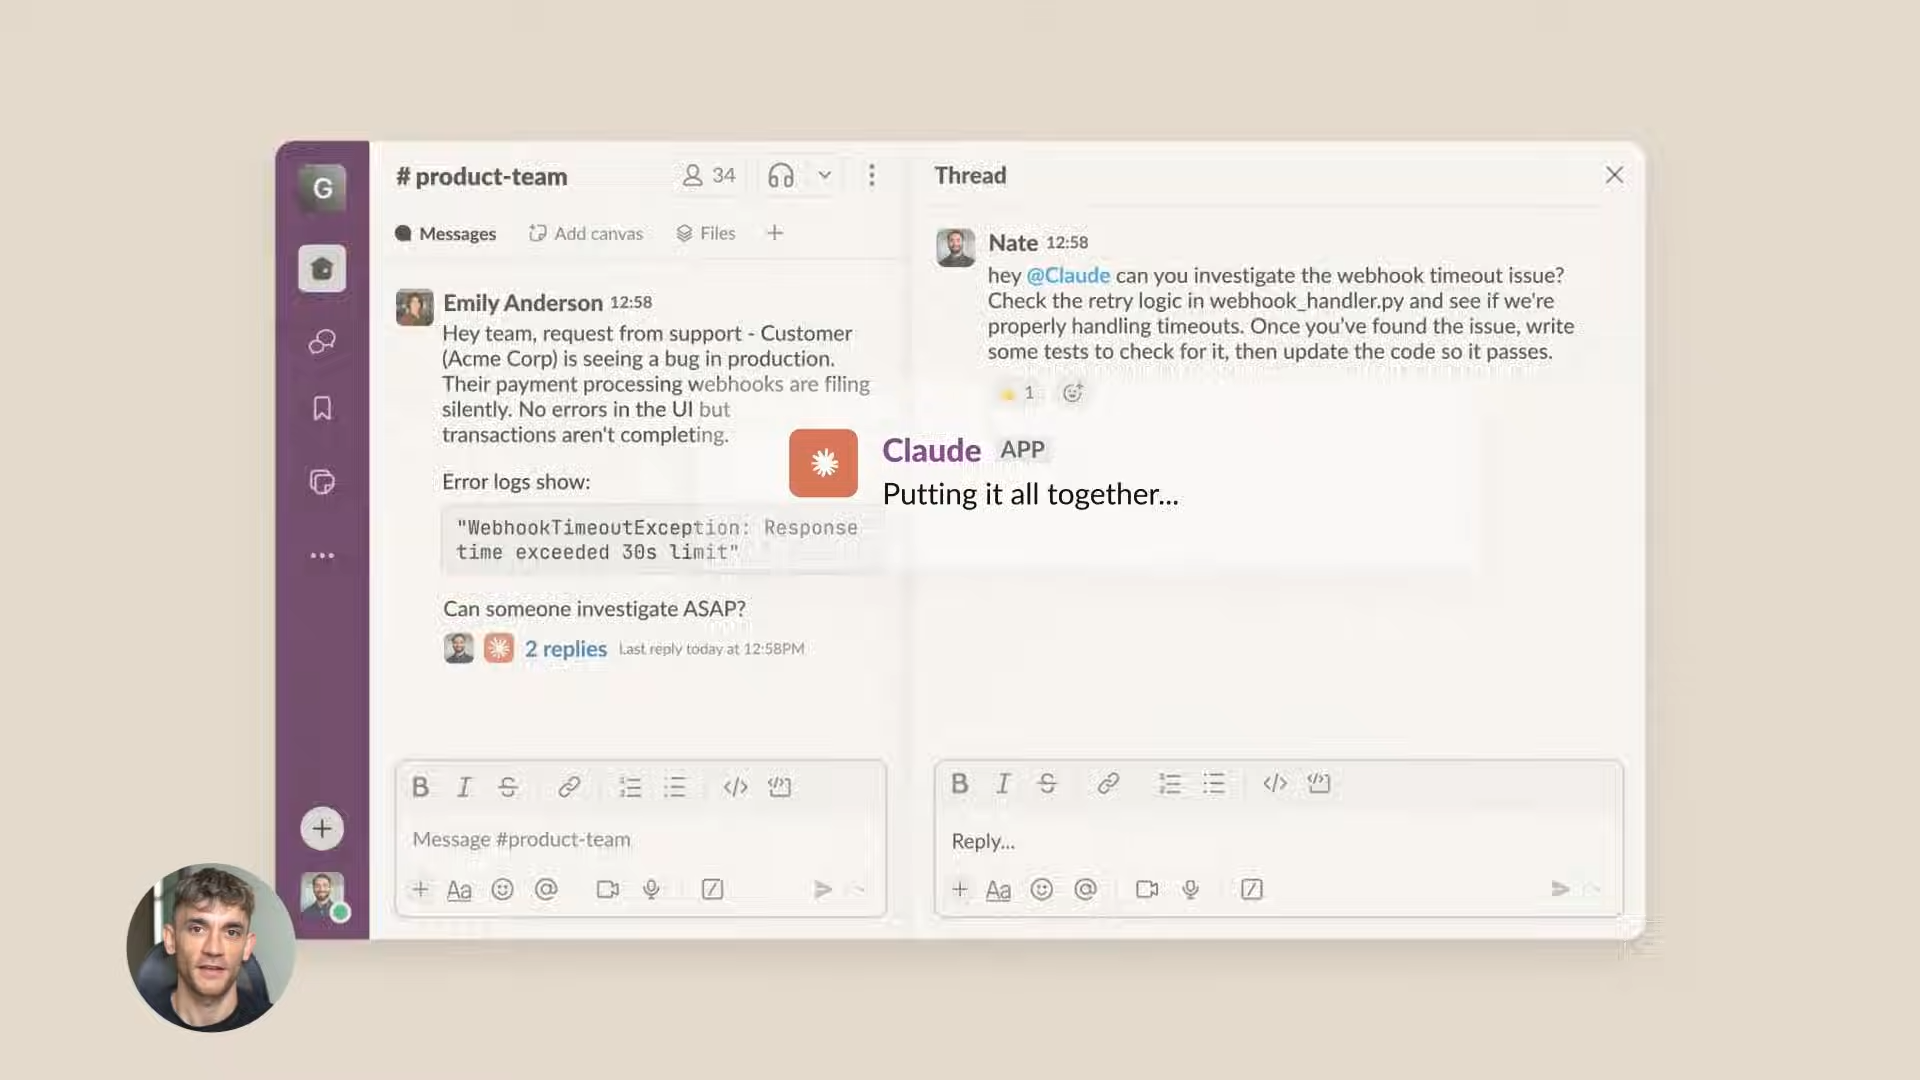 G
# product-team
34
Messages
Add canvas
Files
Emily Anderson 12:58
Hey team, request from support - Customer
(Acme Corp) is seeing a bug in production.
Their payment processing webhooks are filing
silently. No errors in the UI but
transactions aren't completing.
Error logs show:
"WebhookTimeoutException: Response
time exceeded 30s limit"
Can someone investigate ASAP?
2 replies Last reply today at 12:58PM
Message #product-team
Aa
Thread
Nate 12:58
hey @Claude can you investigate the webhook timeout issue?
Check the retry logic in webhook_handler.py and see if we're
properly handling timeouts. Once you've found the issue, write
some tests to check for it, then update the code so it passes.
1
Claude APP
Putting it all together...
Reply...
Aa